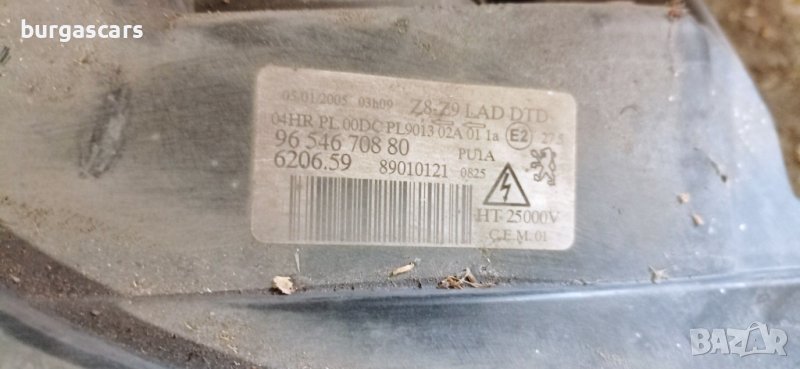 burgascars
05/01/2005 03h09 Z8-Z9 LAD DTD
04HR PL 00DC PL9013 02A 01 1a E2 27.5
96 546 708 80 PU1A
6206.59 89010121 0825
HT 25000V
C.E.M. 01
BAZAR